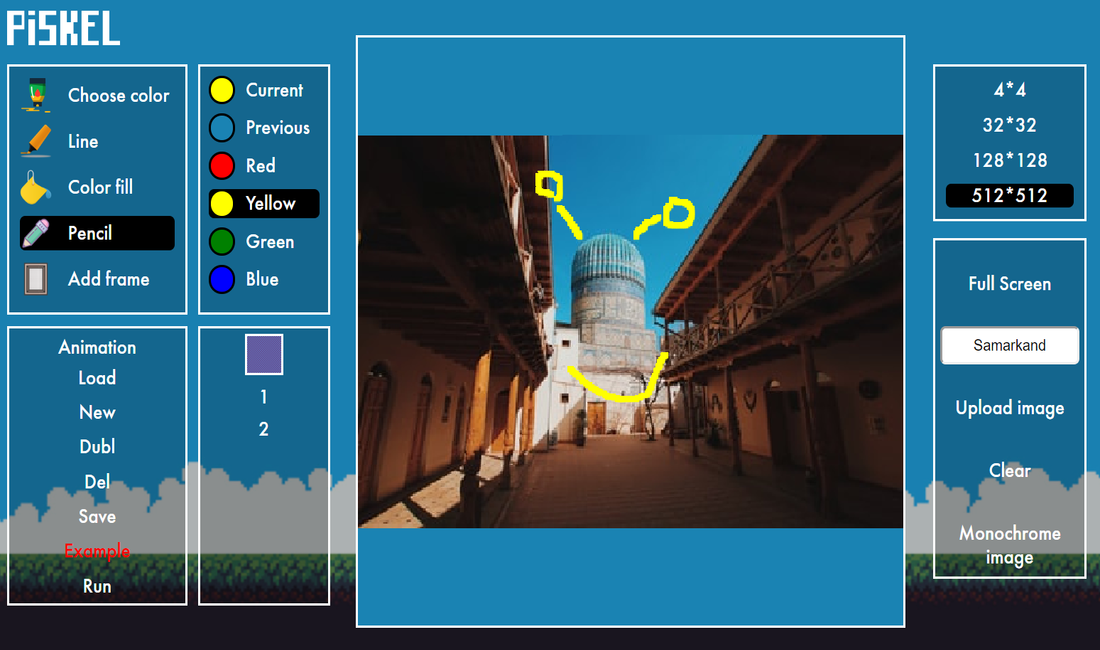 PiSKEL
Choose color
Line
Color fill
Pencil
Add frame
Current
Previous
Red
Yellow
Green
Blue
Animation
Load
New
Dubl
Del
Save
Example
Run
1
2
4*4
32*32
128*128
512*512
Full Screen
Samarkand
Upload image
Clear
Monochrome
image